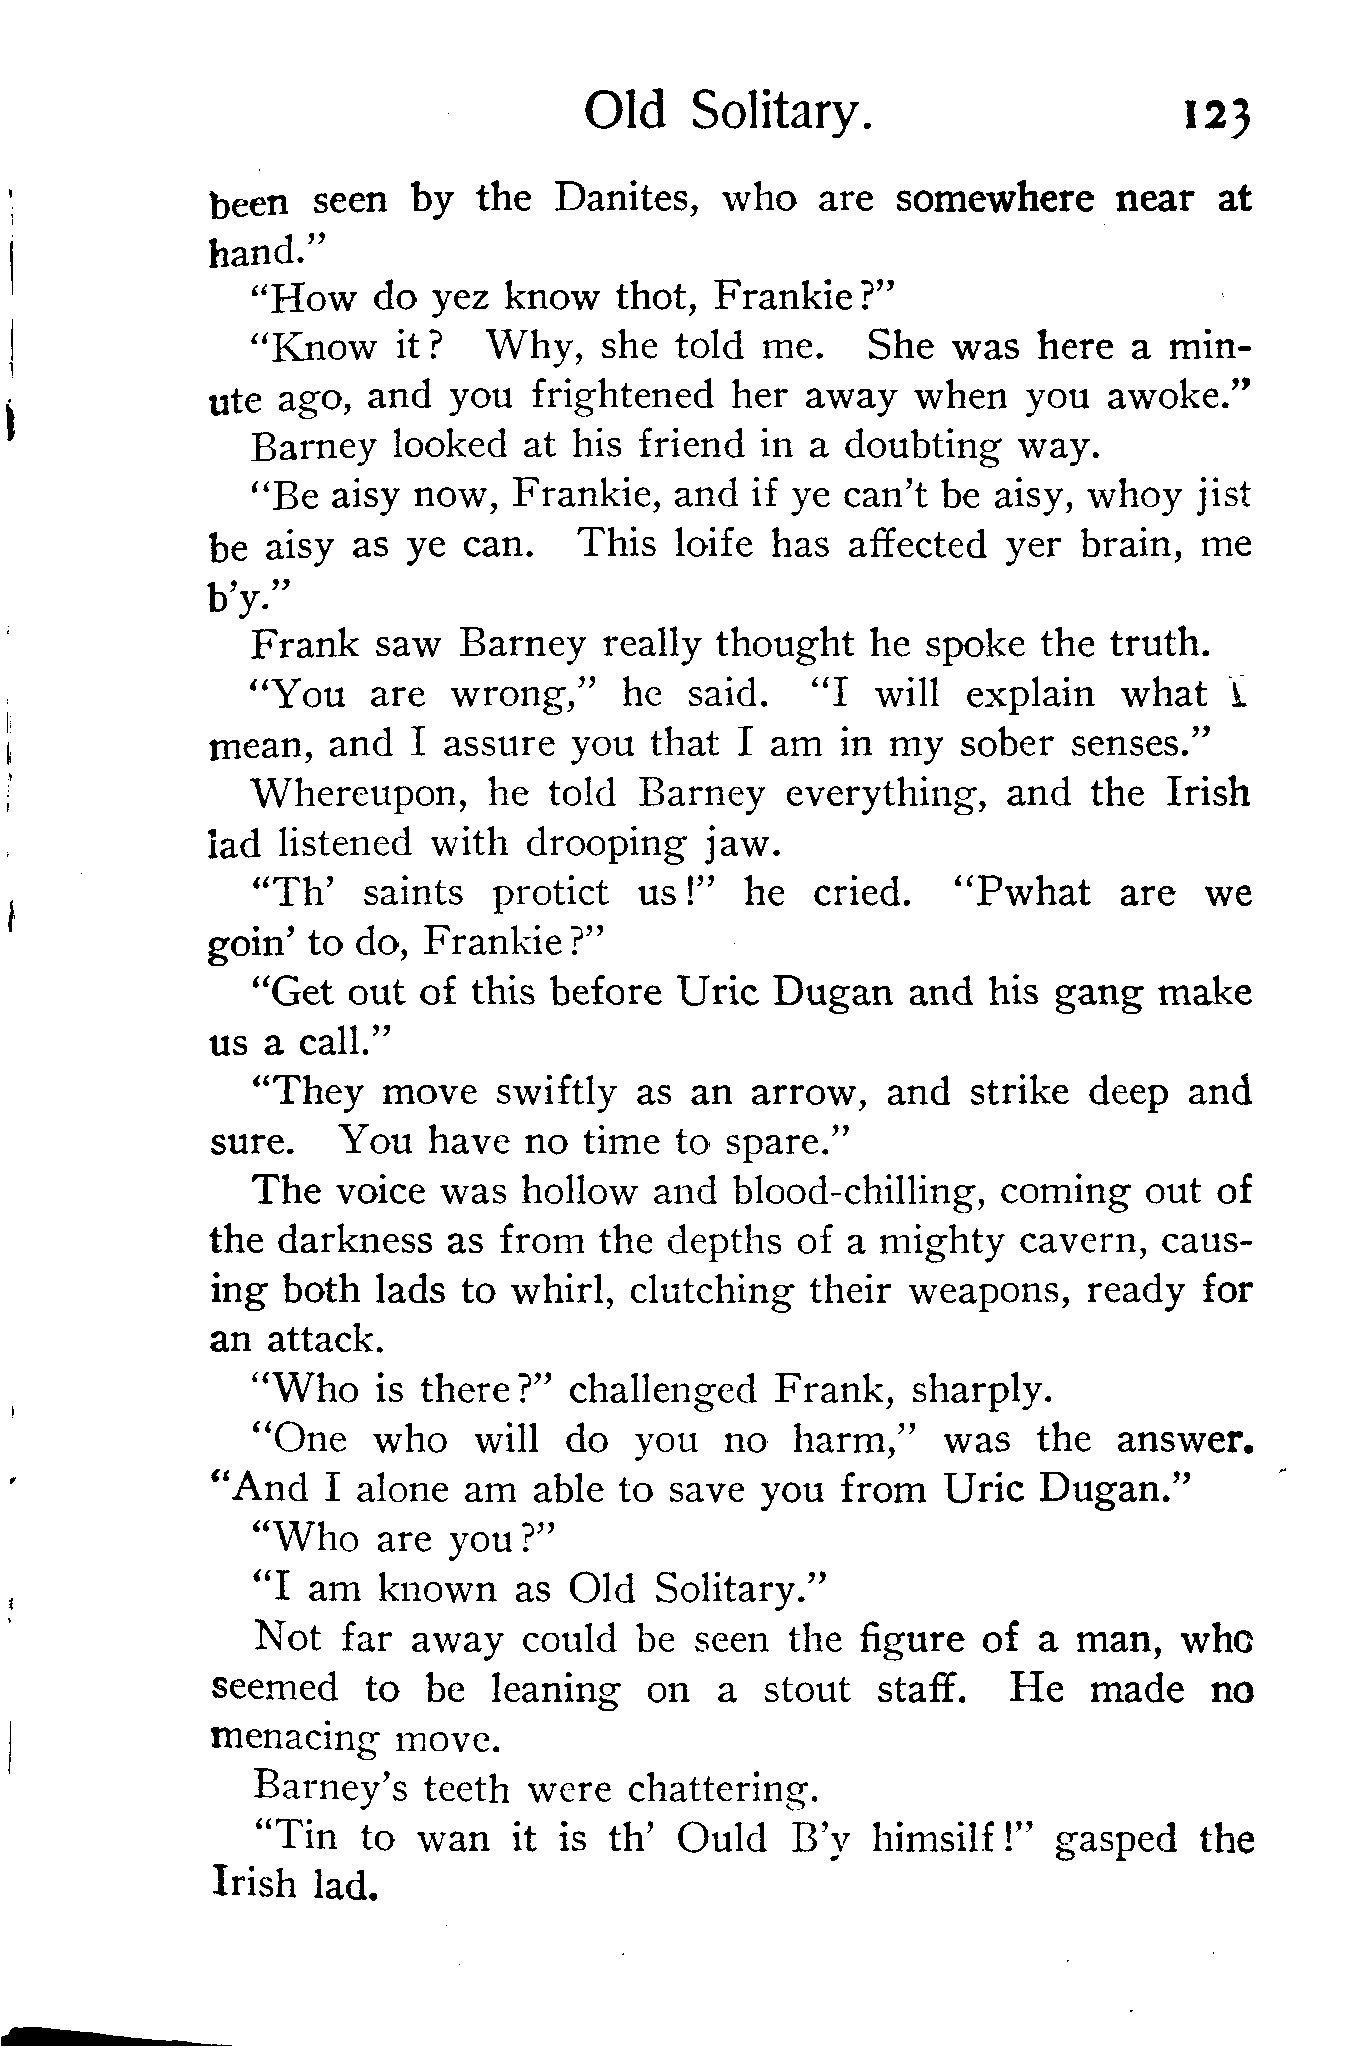 Old Solitary. 123
been seen by the Danites, who are somewhere near at
hand."
"How do yez know thot, Frankie?"
"Know it? Why, she told me. She was here a min-
ute ago, and you frightened her away when you awoke."
Barney looked at his friend in a doubting way.
"Be aisy now, Frankie, and if ye can't be aisy, whoy jist
be aisy as ye can. This loife has affected yer brain, me
b'y."
Frank saw Barney really thought he spoke the truth.
"You are wrong," he said. "I will explain what I
mean, and I assure you that I am in my sober senses."
Whereupon, he told Barney everything, and the Irish
lad listened with drooping jaw.
"Th' saints protict us!" he cried. "Pwhat are we
goin' to do, Frankie?"
"Get out of this before Uric Dugan and his gang make
us a call."
"They move swiftly as an arrow, and strike deep and
sure. You have no time to spare."
The voice was hollow and blood-chilling, coming out of
the darkness as from the depths of a mighty cavern, caus-
ing both lads to whirl, clutching their weapons, ready for
an attack.
"Who is there?" challenged Frank, sharply.
"One who will do you no harm," was the answer.
"And I alone am able to save you from Uric Dugan."
"Who are you?"
"I am known as Old Solitary."
Not far away could be seen the figure of a man, who
seemed to be leaning on a stout staff. He made no
menacing move.
Barney's teeth were chattering.
"Tin to wan it is th' Ould B'y himsilf!" gasped the
Irish lad.